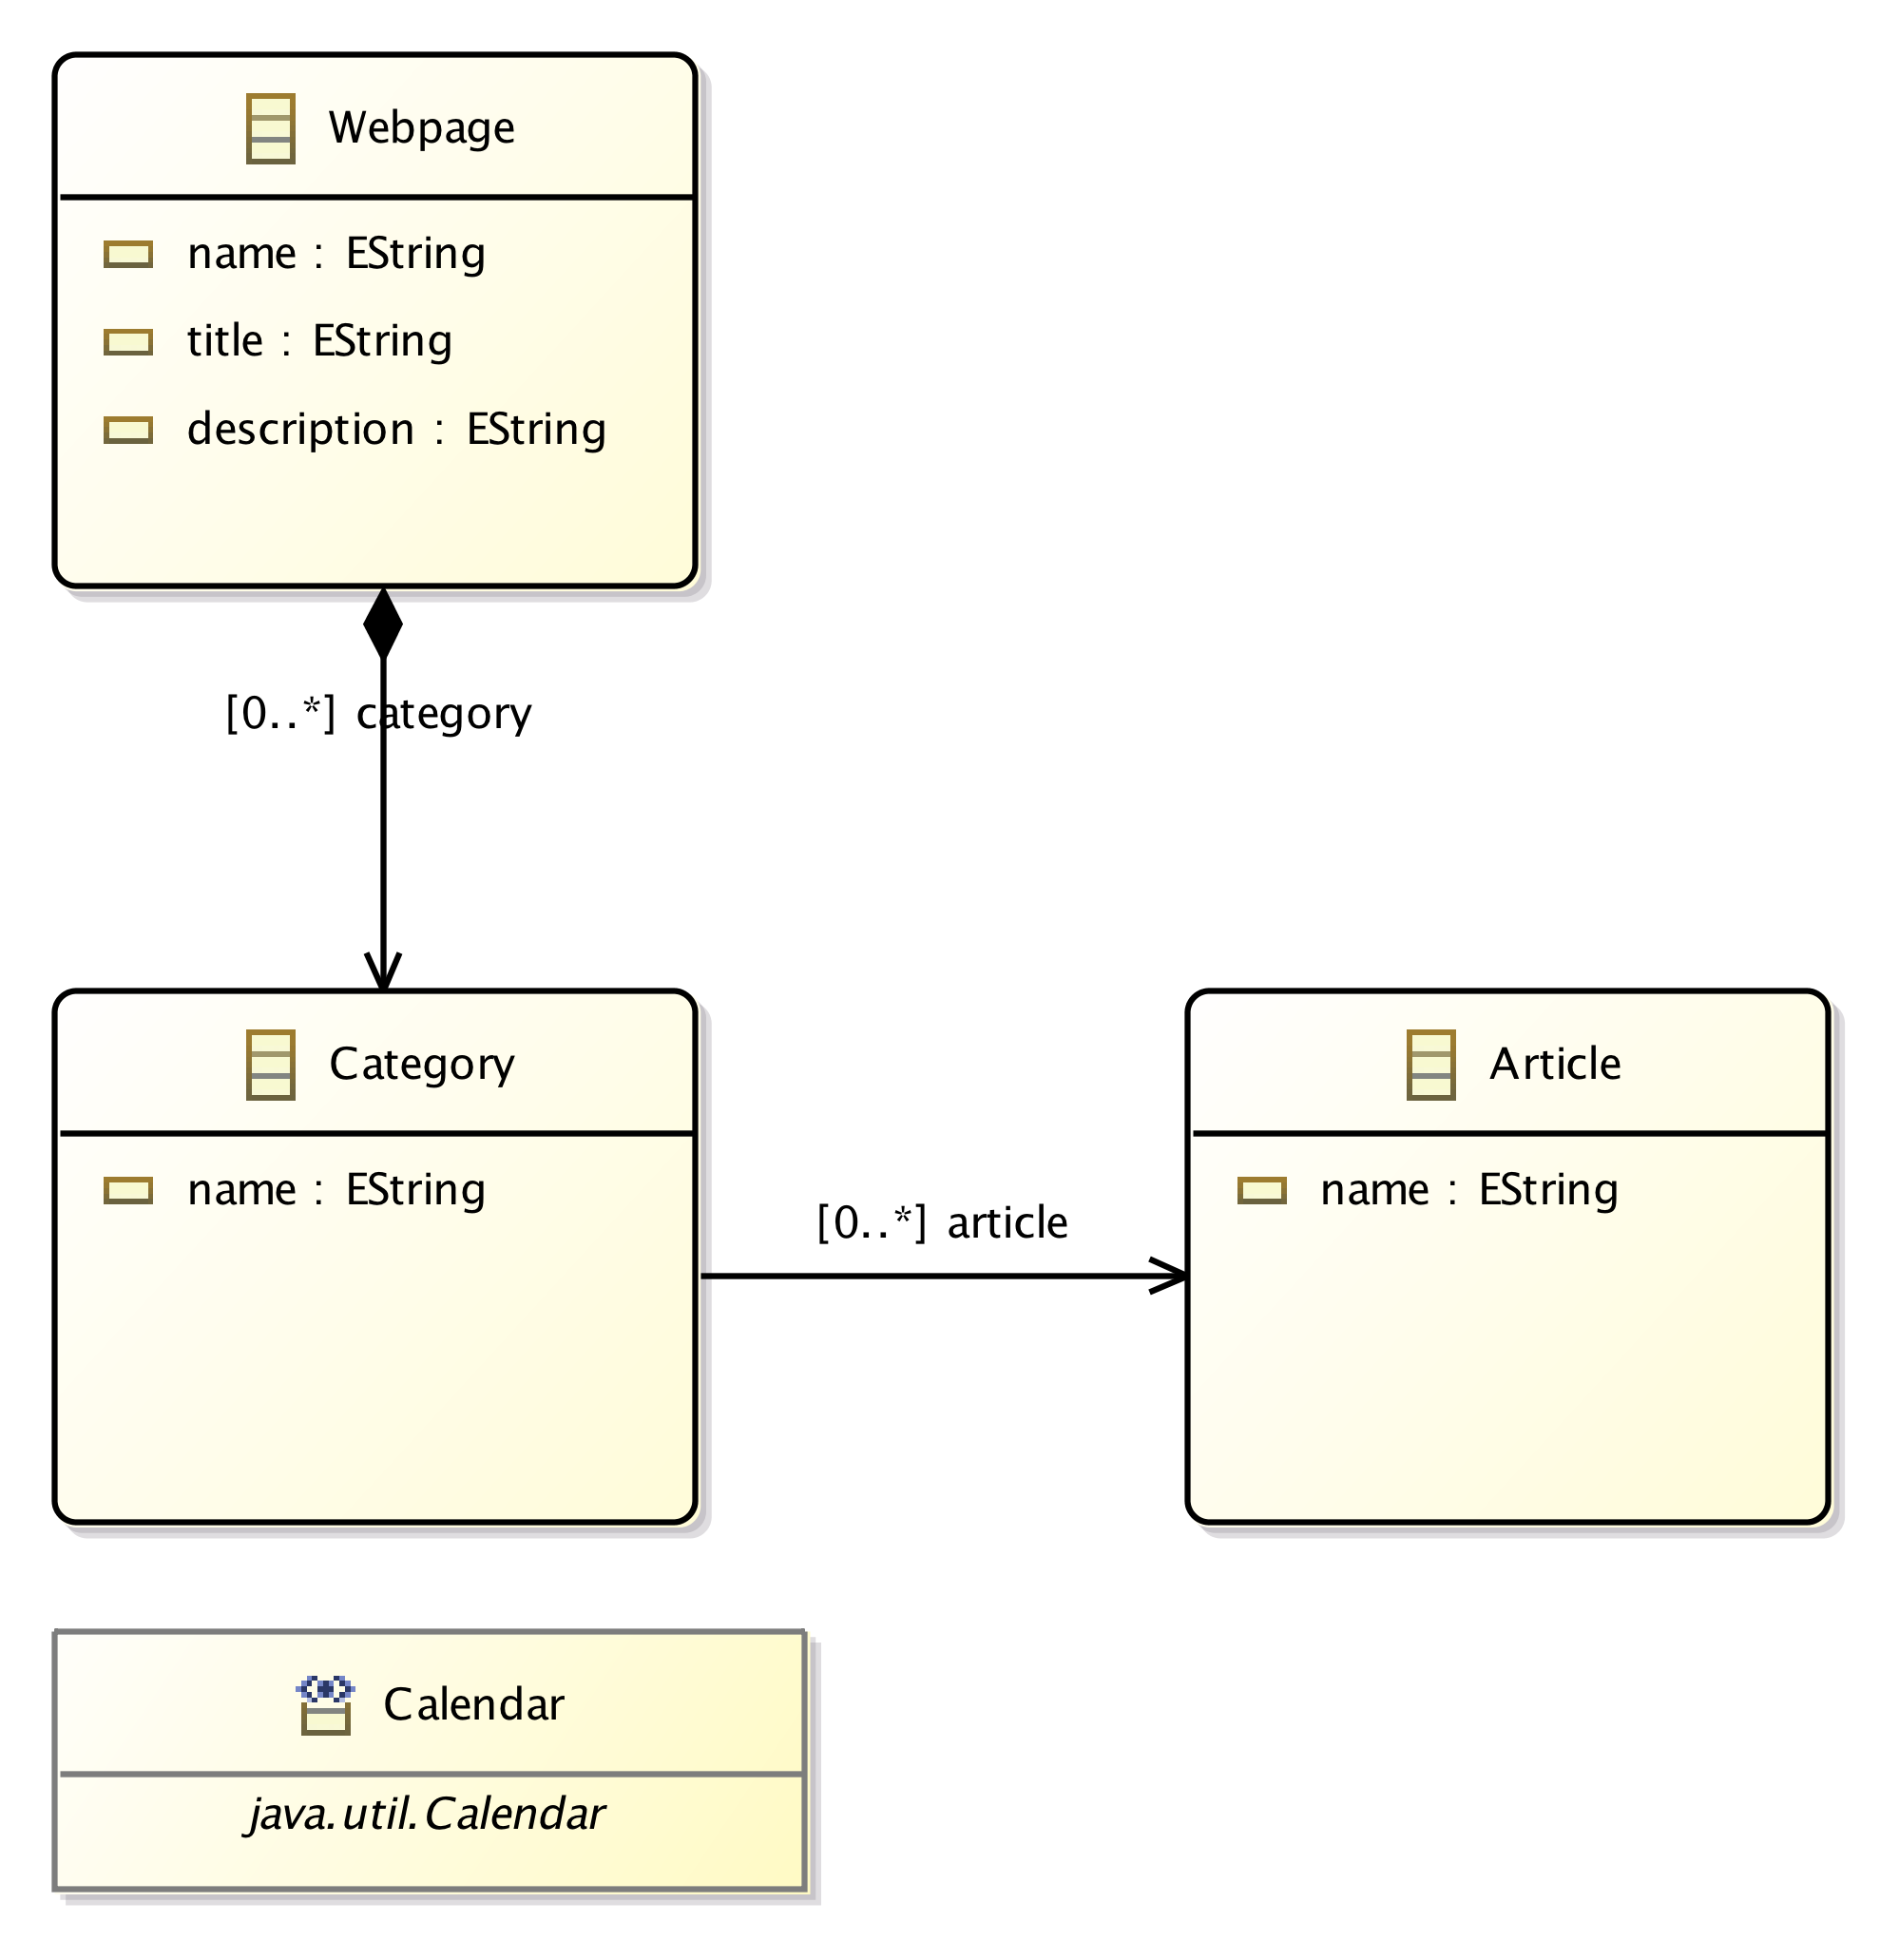 Webpage
name : EString
title : EString
description : EString
[0..*] category
Category
name : EString
[0..*] article
Article
name : EString
Calendar
java.util.Calendar